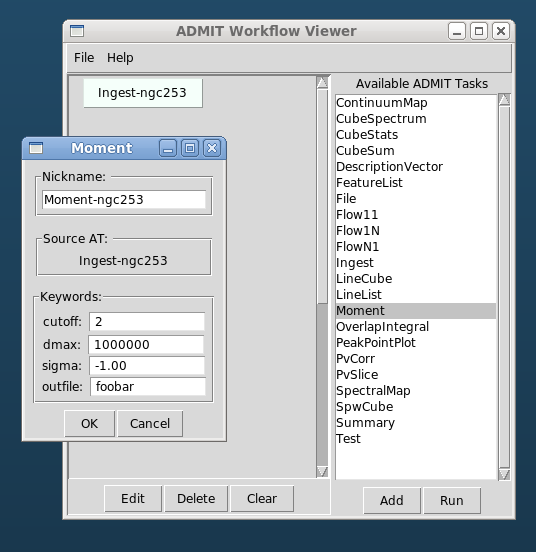 ADMIT Workflow Viewer
File Help
Ingest-ngc253
Available ADMIT Tasks
ContinuumMap
CubeSpectrum
CubeStats
CubeSum
DescriptionVector
FeatureList
File
Flow11
Flow1N
FlowN1
Ingest
LineCube
LineList
Moment
OverlapIntegral
PeakPointPlot
PvCorr
PvSlice
SpectralMap
SpwCube
Summary
Test
Edit Delete Clear
Add Run
Moment
Nickname:
Moment-ngc253
Source AT:
Ingest-ngc253
Keywords:
cutoff: 2
dmax: 1000000
sigma: -1.00
outfile: foobar
OK Cancel